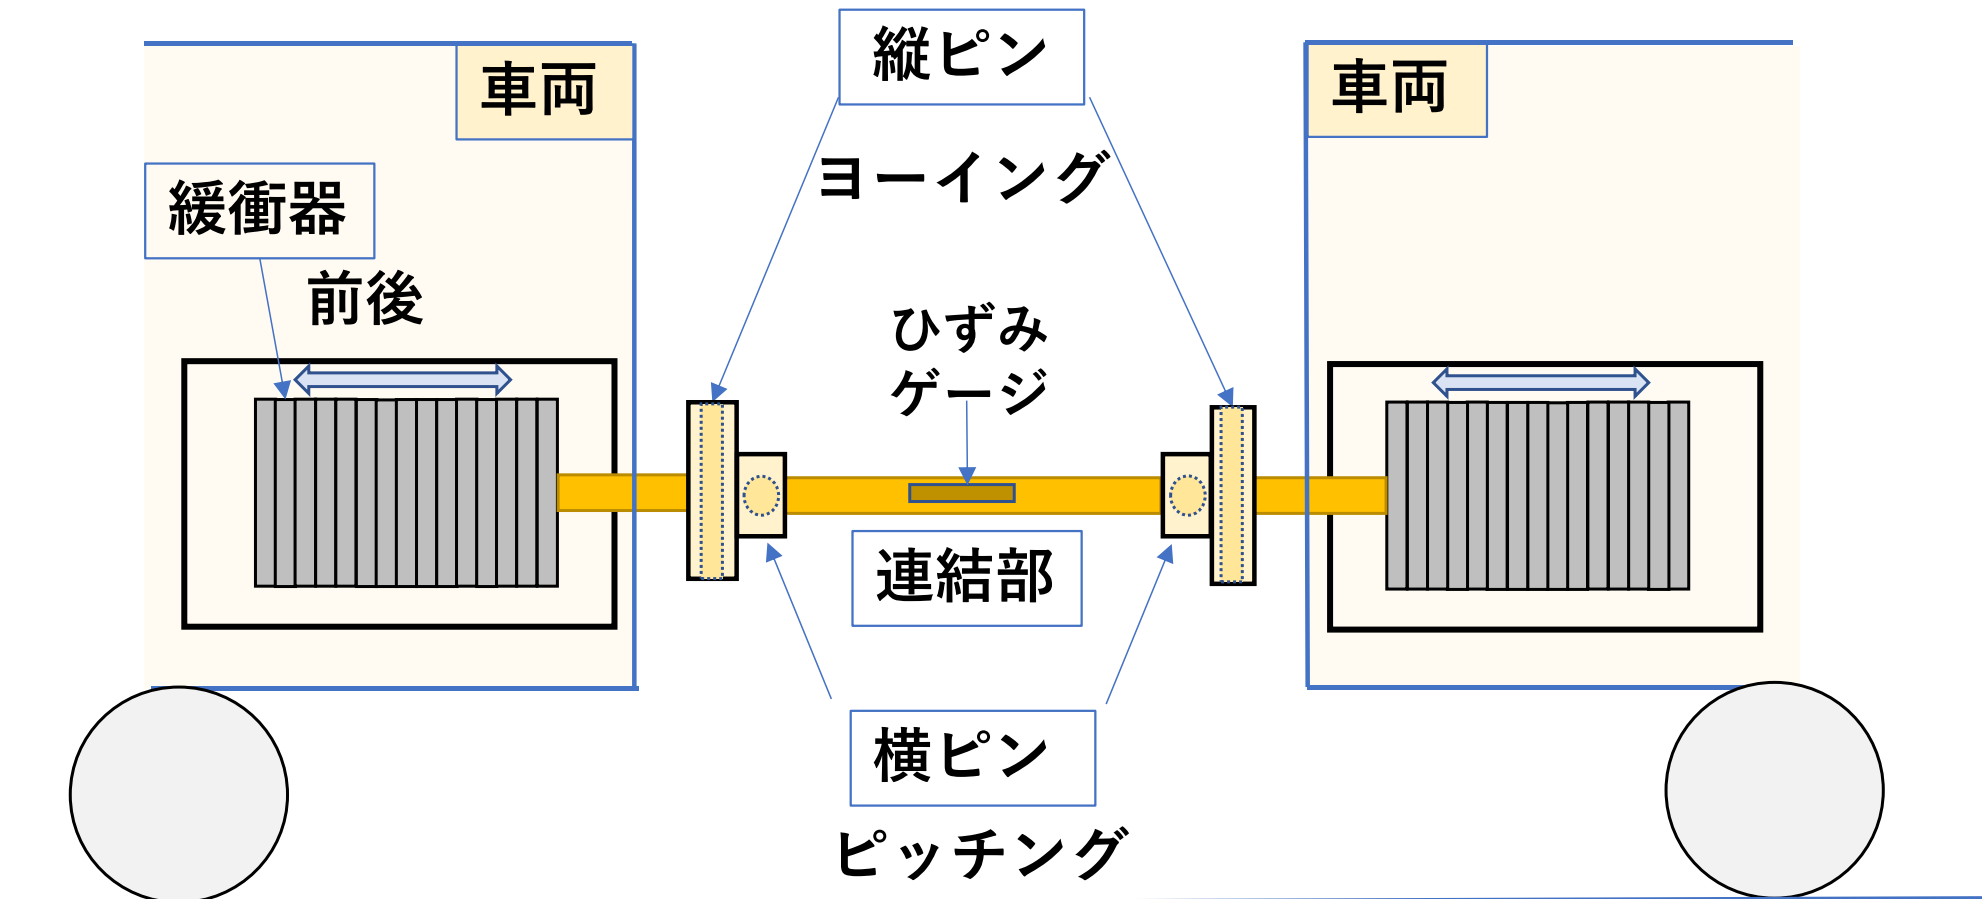 縦ピン
車両
車両
ヨーイング
緩衝器
前後
ひずみ
ゲージ
連結部
横ピン
ピッチング